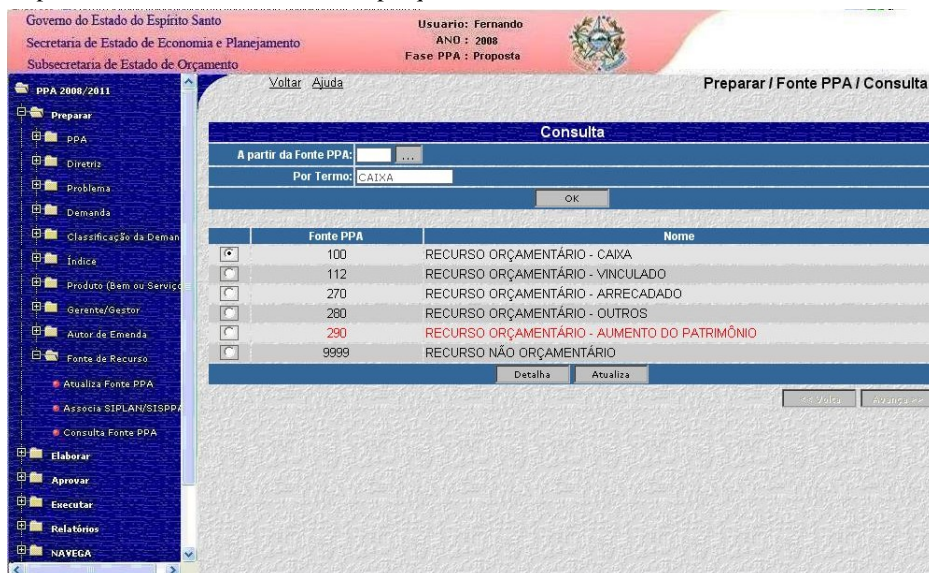 Governo do Estado do Espírito Santo
Secretaria de Estado de Economia e Planejamento
Subsecretaria de Estado de Orçamento
Usuario: Fernando
ANO : 2008
Fase PPA : Proposta
PPA 2008/2011
Preparar
PPA
Diretriz
Problema
Demanda
Classificação da Deman
Índice
Produto (Bem ou Serviço
Gerente/Gestor
Autor de Emenda
Fonte de Recurso
Atualiza Fonte PPA
Associa SIPLAN/SISPPA
Consulta Fonte PPA
Elaborar
Aprovar
Executar
Relatórios
NAVEGA
Voltar Ajuda
Preparar / Fonte PPA / Consulta
Consulta
A partir da Fonte PPA: ...
Por Termo: CAIXA
OK
Fonte PPA Nome
100 RECURSO ORÇAMENTÁRIO - CAIXA
112 RECURSO ORÇAMENTÁRIO - VINCULADO
270 RECURSO ORÇAMENTÁRIO - ARRECADADO
280 RECURSO ORÇAMENTÁRIO - OUTROS
290 RECURSO ORÇAMENTÁRIO - AUMENTO DO PATRIMÔNIO
9999 RECURSO NÃO ORÇAMENTÁRIO
Detalha Atualiza
<< Volta Avança >>